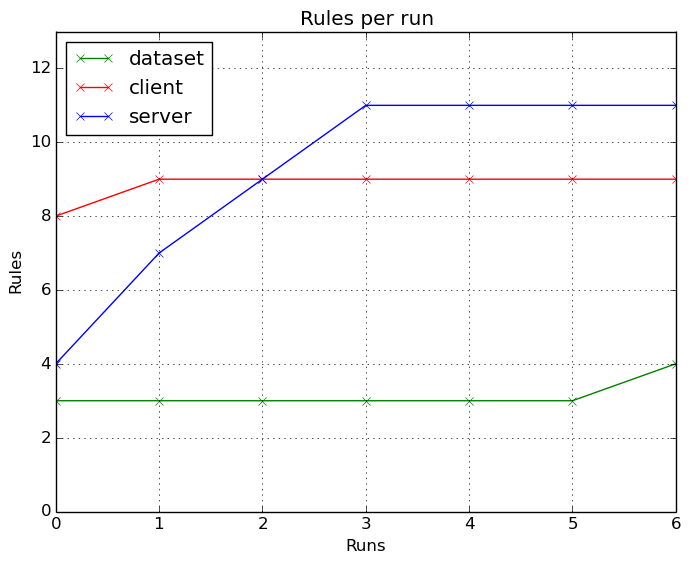 Rules per run
dataset
client
server
12
10
8
6
4
2
0
Rules
0 1 2 3 4 5 6
Runs